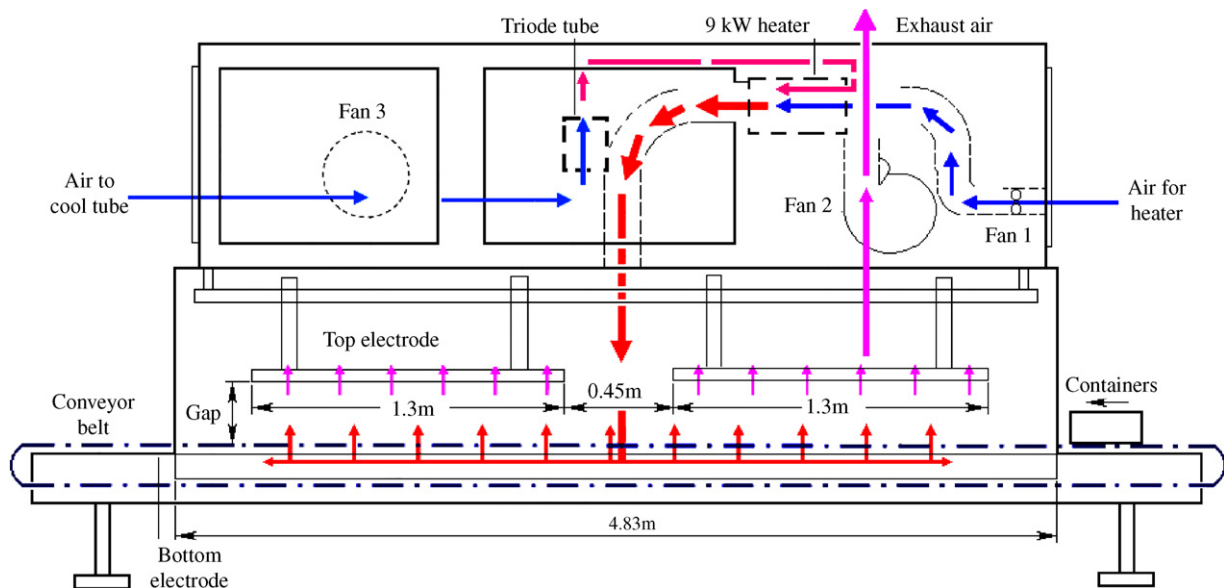 Triode tube
9 kW heater
Exhaust air
Fan 3
Air to
cool tube
Fan 2
Fan 1
Air for
heater
Top electrode
0.45m
Containers
Gap
1.3m
1.3m
Conveyor
belt
4.83m
Bottom
electrode